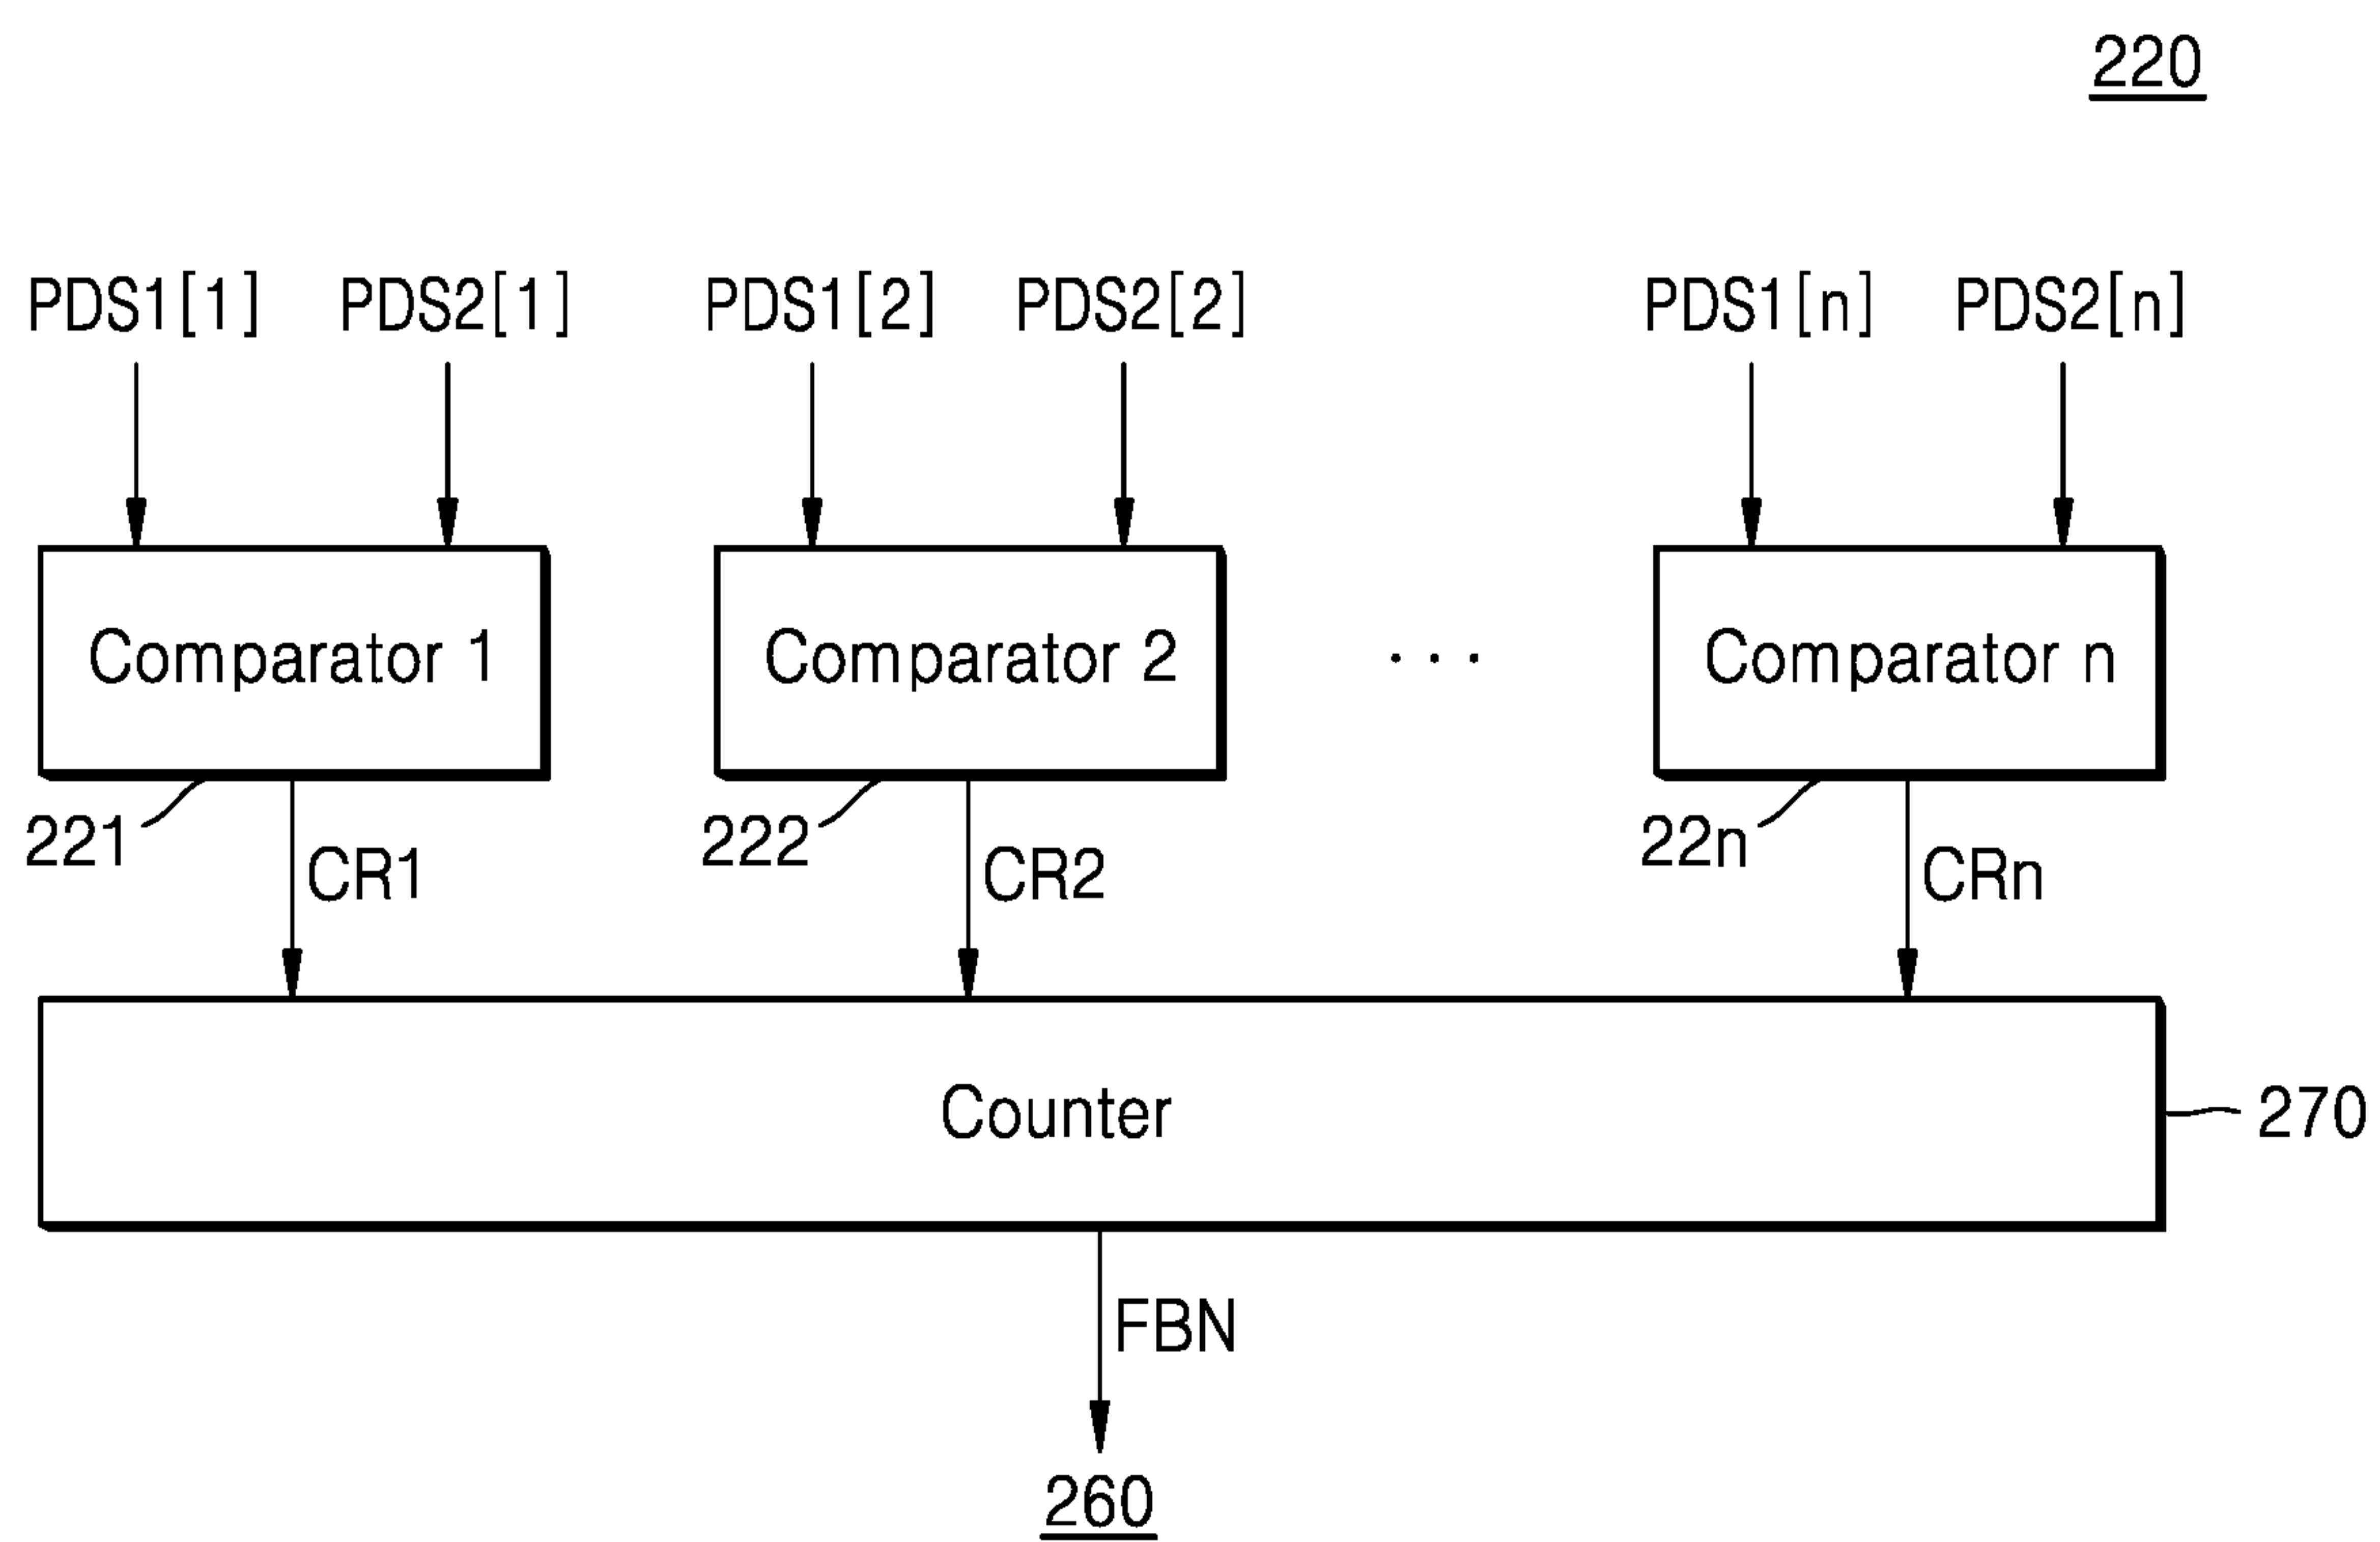 220
PDS1[1] PDS2[1] PDS1[2] PDS2[2] PDS1[n] PDS2[n]
Comparator 1 Comparator 2 ··· Comparator n
221 222 22n
CR1 CR2 CRn
Counter 270
FBN
260